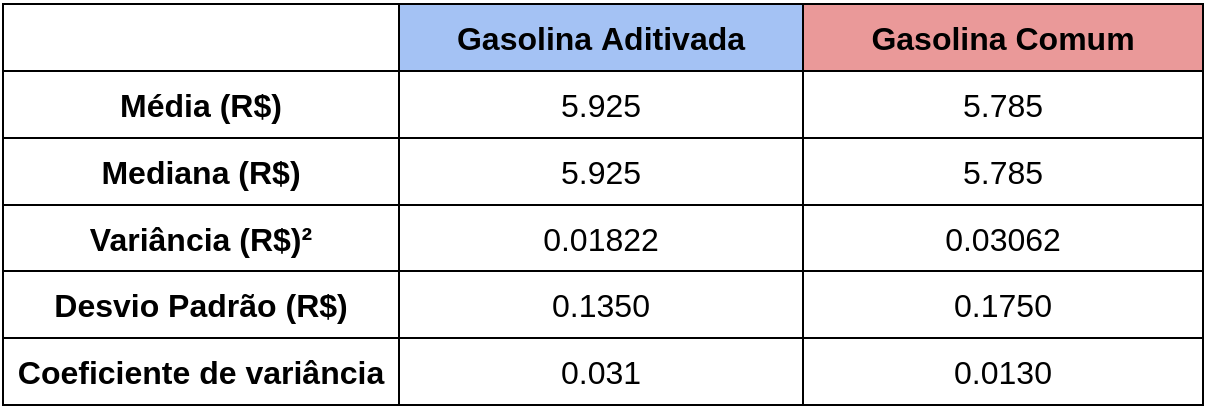 Gasolina Aditivada Gasolina Comum
Média (R$) 5.925 5.785
Mediana (R$) 5.925 5.785
Variância (R$)² 0.01822 0.03062
Desvio Padrão (R$) 0.1350 0.1750
Coeficiente de variância 0.031 0.0130